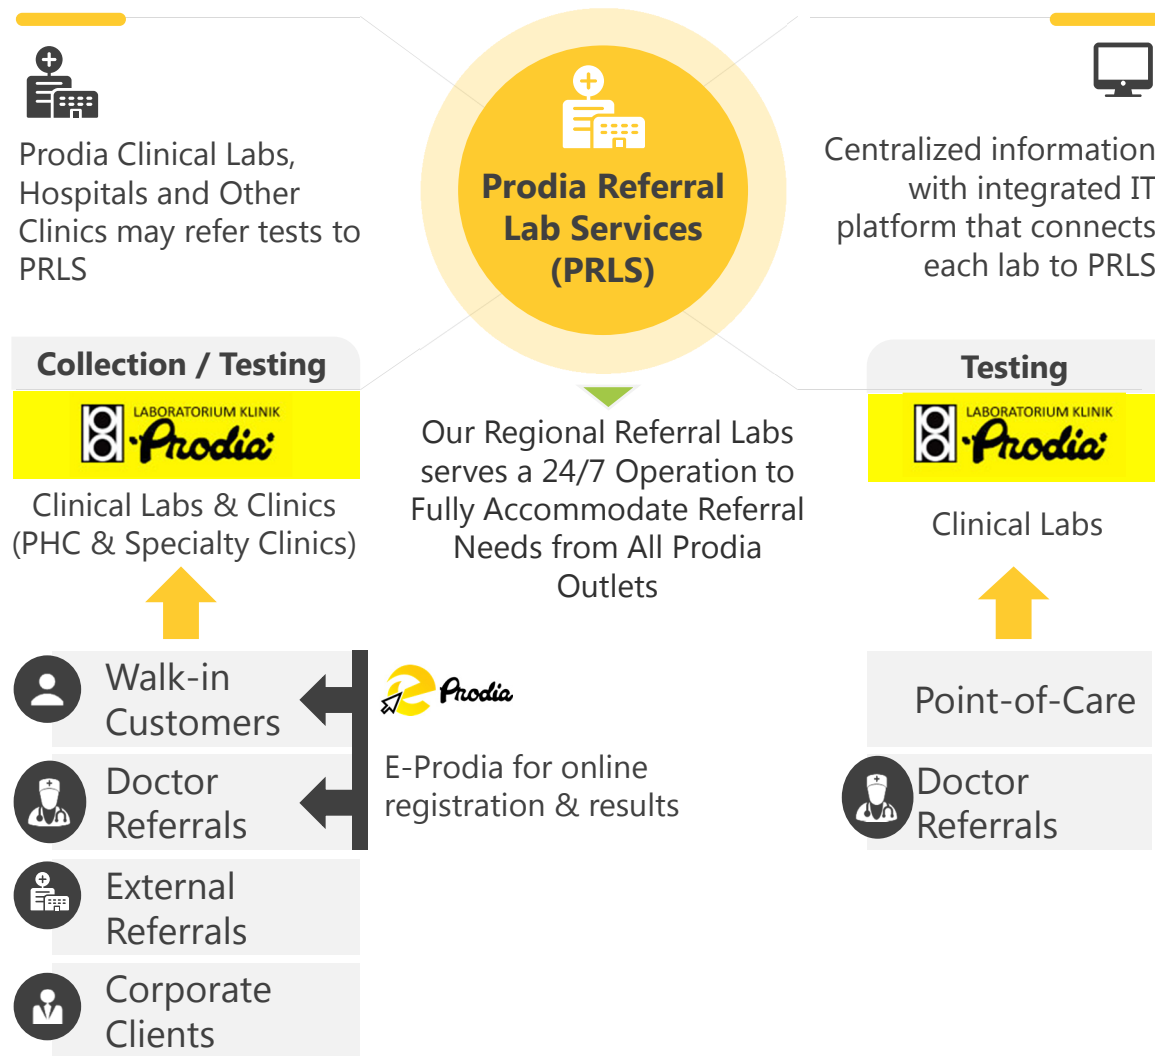 Prodia Clinical Labs,
Hospitals and Other
Clinics may refer tests to
PRLS
Prodia Referral
Lab Services
(PRLS)
Centralized information
with integrated IT
platform that connects
each lab to PRLS
Collection / Testing
LABORATORIUM KLINIK
Prodia
Clinical Labs & Clinics
(PHC & Specialty Clinics)
Our Regional Referral Labs
serves a 24/7 Operation to
Fully Accommodate Referral
Needs from All Prodia
Outlets
Testing
LABORATORIUM KLINIK
Prodia
Clinical Labs
Walk-in
Customers
Doctor
Referrals
External
Referrals
Corporate
Clients
e Prodia
E-Prodia for online
registration & results
Point-of-Care
Doctor
Referrals